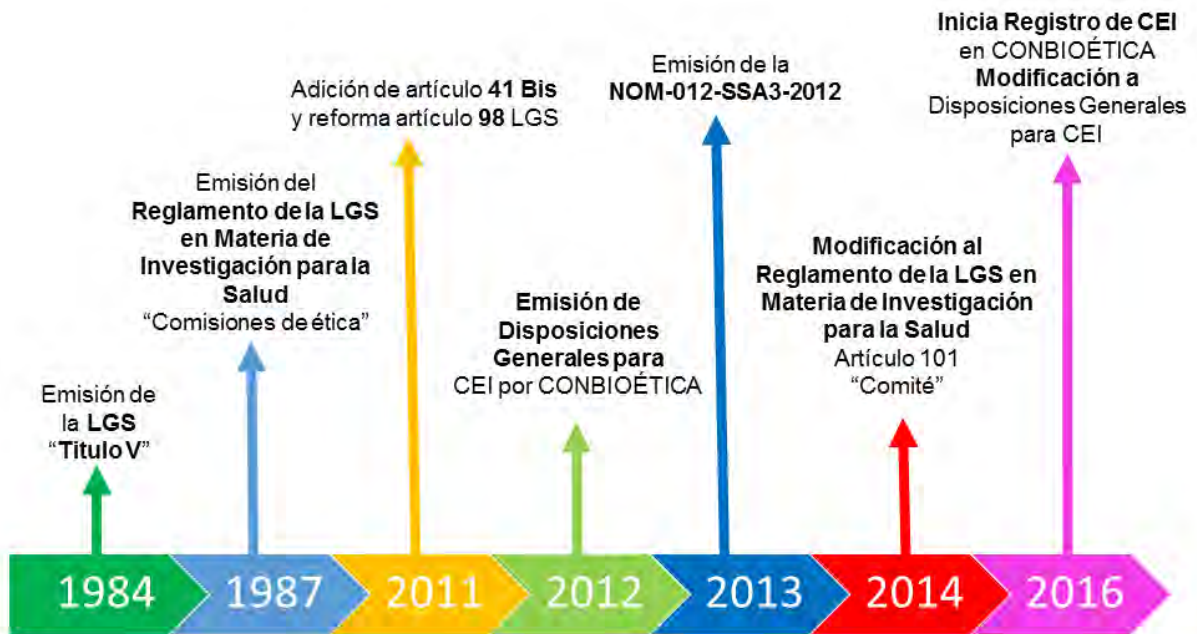 Emisión de
la LGS
“Titulo V”
Emisión del
Reglamento de la LGS
en Materia de
Investigación para la
Salud
“Comisiones de ética”
Adición de artículo 41 Bis
y reforma artículo 98 LGS
Emisión de
Disposiciones
Generales para
CEI por CONBIOÉTICA
Emisión de la
NOM-012-SSA3-2012
Modificación al
Reglamento de la LGS en
Materia de Investigación
para la Salud
Artículo 101
“Comité”
Inicia Registro de CEI
en CONBIOÉTICA
Modificación a
Disposiciones Generales
para CEI
1984
1987
2011
2012
2013
2014
2016